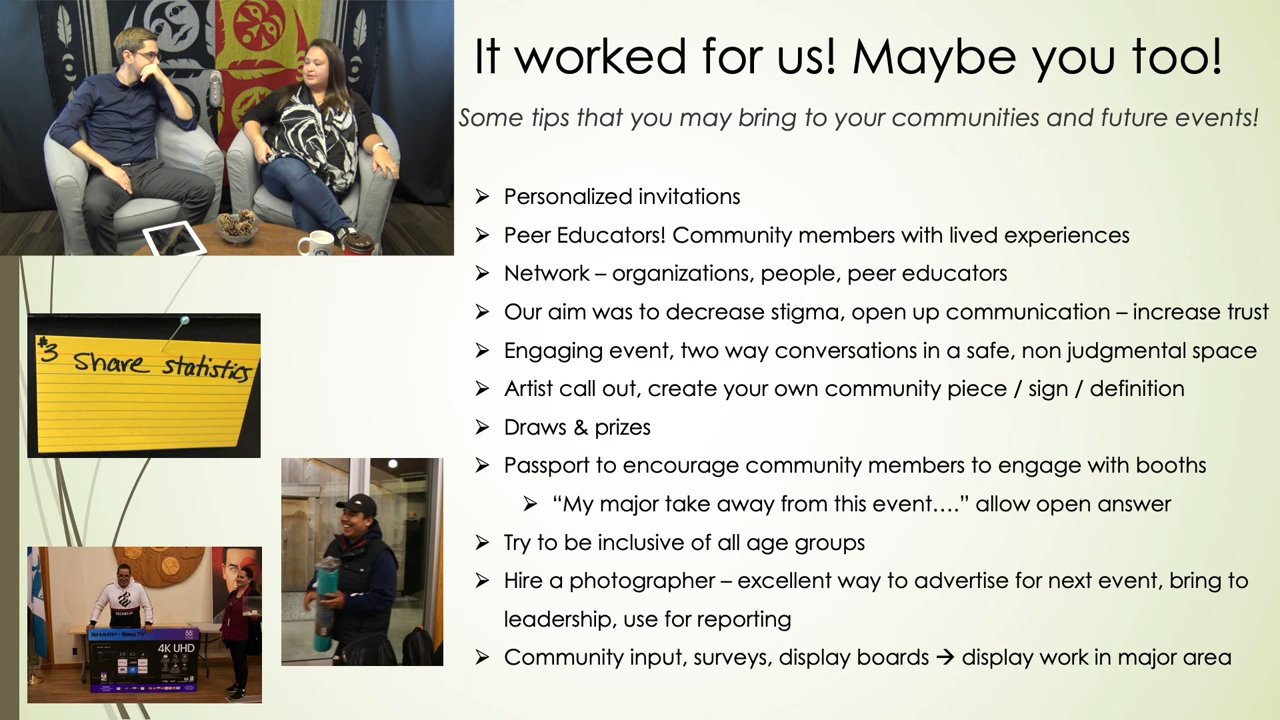 It worked for us! Maybe you too!
Some tips that you may bring to your communities and future events!
➢ Personalized invitations
➢ Peer Educators! Community members with lived experiences
➢ Network – organizations, people, peer educators
➢ Our aim was to decrease stigma, open up communication – increase trust
➢ Engaging event, two way conversations in a safe, non judgmental space
➢ Artist call out, create your own community piece / sign / definition
➢ Draws & prizes
➢ Passport to encourage community members to engage with booths
➢ “My major take away from this event….” allow open answer
➢ Try to be inclusive of all age groups
➢ Hire a photographer – excellent way to advertise for next event, bring to
leadership, use for reporting
➢ Community input, surveys, display boards → display work in major area
#3 Share statistics
SHARP Roku TV 55"
4K UHD